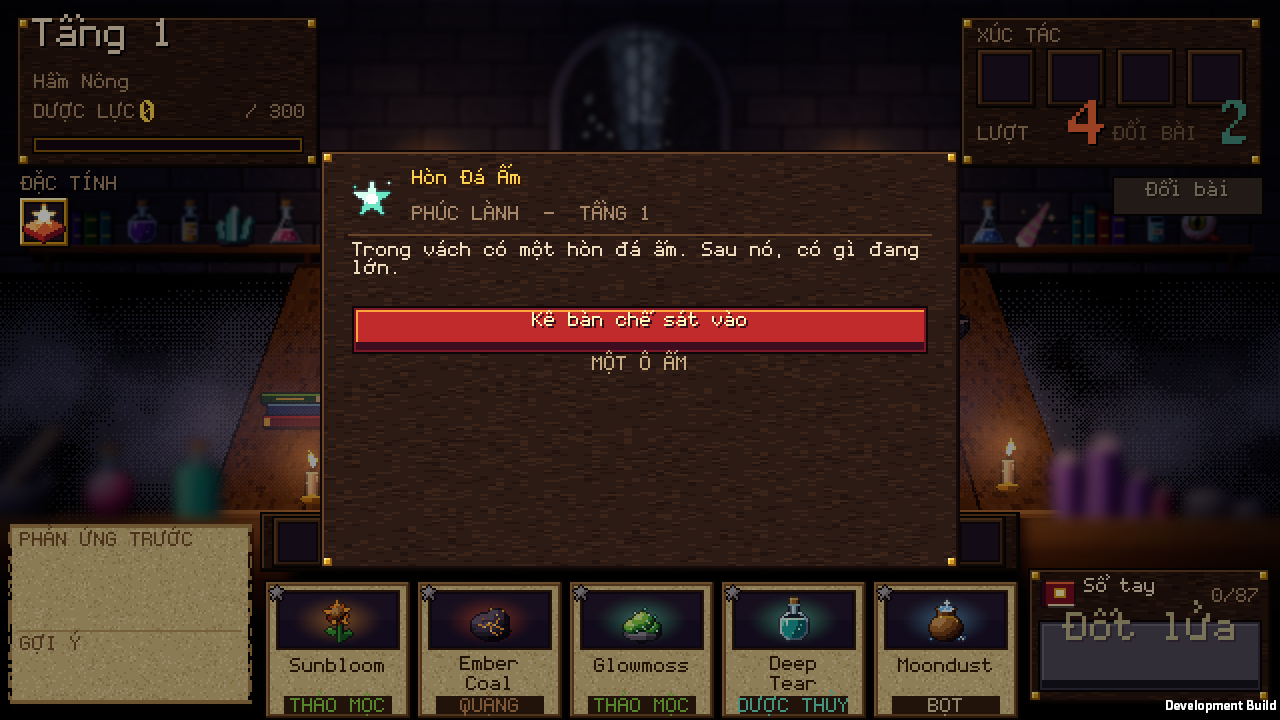 Tầng 1
Hầm Nông
DƯỢC LỰC 0 / 300
ĐẶC TÍNH
XÚC TÁC
LƯỢT 4 ĐỔI BÀI 2
Đổi bài
Hòn Đá Ấm
PHÚC LÀNH – TẦNG 1
Trong vách có một hòn đá ấm. Sau nó, có gì đang
lớn.
Kê bàn chế sát vào
MỘT Ô ẤM
PHẢN ỨNG TRƯỚC
GỢI Ý
Sunbloom
THẢO MỘC
Ember
Coal
QUẶNG
Glowmoss
THẢO MỘC
Deep
Tear
DƯỢC THỦY
Moondust
BỘT
Sổ tay
0/87
Đốt lửa
Development Build